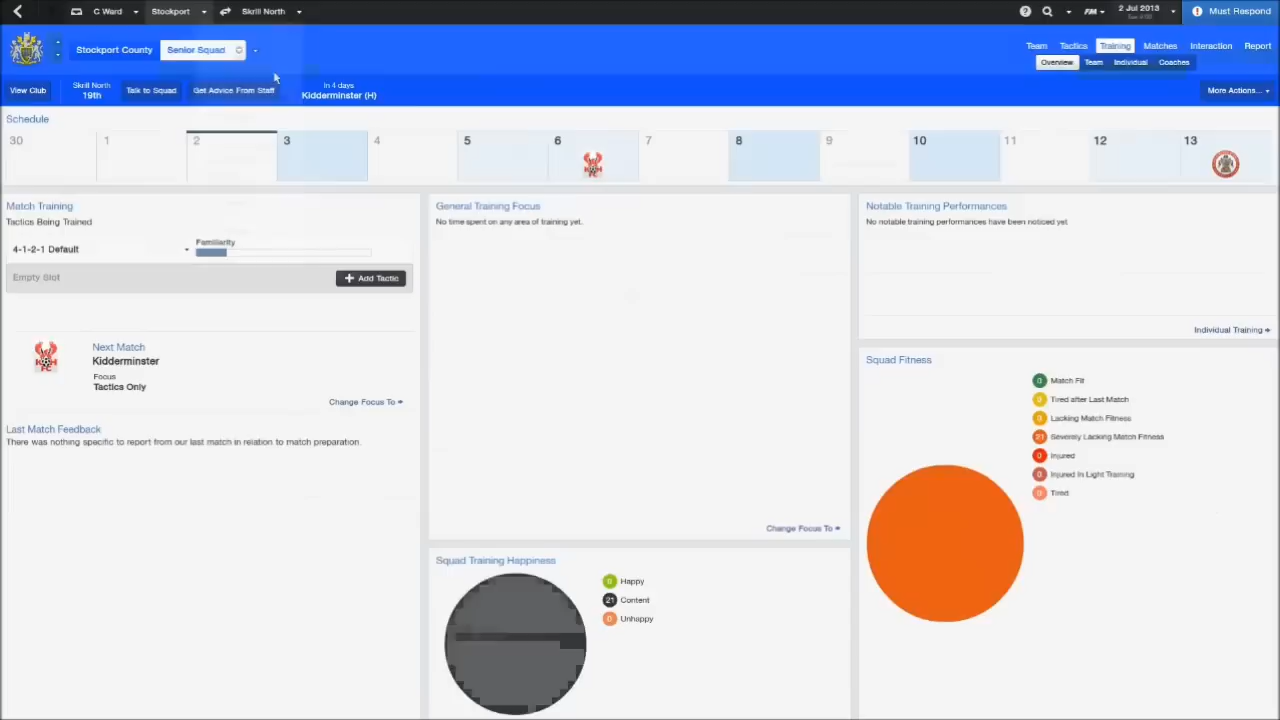 C Ward
Stockport
Skrill North
FM
2 Jul 2013
Must Respond
Stockport County
Senior Squad
Team Tactics Training Matches Interaction Report
Overview Team Individual Coaches
View Club
Skrill North
19th
Talk to Squad
Get Advice From Staff
In 4 days
Kidderminster (H)
More Actions...
Schedule
30 1 2 3 4 5 6 7 8 9 10 11 12 13
Match Training
Tactics Being Trained
4-1-2-1 Default
Familiarity
Empty Slot
Add Tactic
Next Match
Kidderminster
Focus
Tactics Only
Change Focus To
Last Match Feedback
There was nothing specific to report from our last match in relation to match preparation.
General Training Focus
No time spent on any area of training yet.
Change Focus To
Squad Training Happiness
0 Happy
21 Content
0 Unhappy
Notable Training Performances
No notable training performances have been noticed yet
Individual Training
Squad Fitness
0 Match Fit
0 Tired after Last Match
0 Lacking Match Fitness
21 Severely Lacking Match Fitness
0 Injured
0 Injured In Light Training
0 Tired